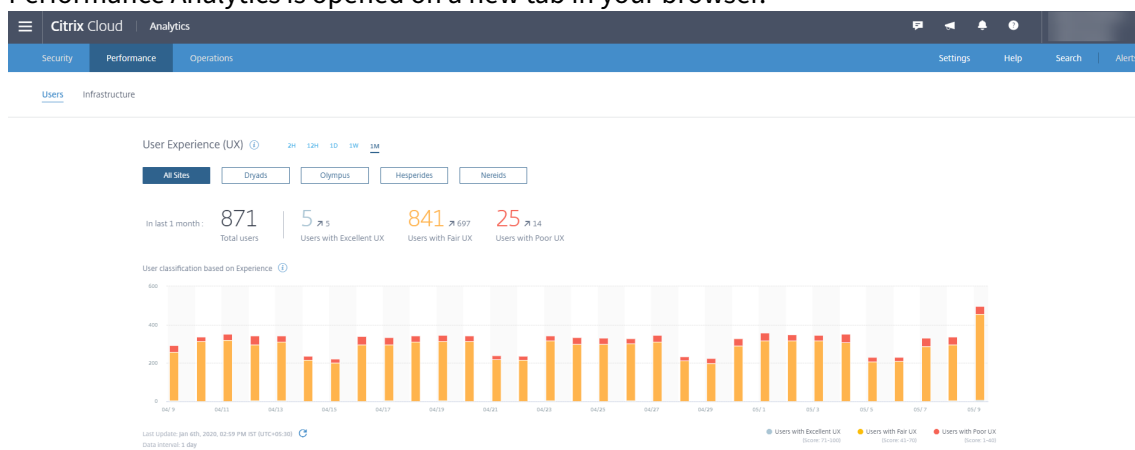 Performance Analytics is opened on a new tab in your browser.
Citrix Cloud Analytics
Security Performance Operations Settings Help Search Alerts
Users Infrastructure
User Experience (UX) 2H 12H 1D 1W 1M
All Sites Dryads Olympus Hesperides Nereids
In last 1 month : 871 5 5 841 697 25 14
Total users Users with Excellent UX Users with Fair UX Users with Poor UX
User classification based on Experience
600
400
200
0
04/ 9 04/11 04/13 04/15 04/17 04/19 04/21 04/23 04/25 04/27 04/29 05/ 1 05/ 3 05/ 5 05/ 7 05/ 9
Last Update: Jan 6th, 2020, 02:59 PM IST (UTC+05:30) Users with Excellent UX Users with Fair UX Users with Poor UX
Data Interval: 1 day (Score: 71-100) (Score: 41-70) (Score: 1-40)